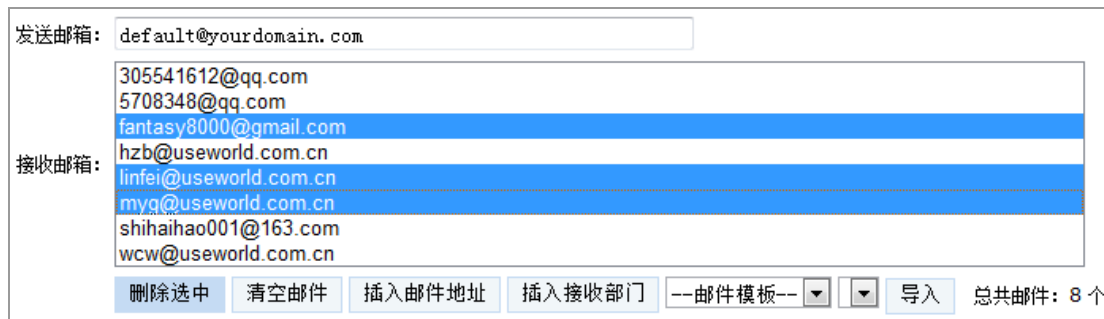 发送邮箱： default@yourdomain.com
305541612@qq.com
5708348@qq.com
fantasy8000@gmail.com
hzb@useworld.com.cn
接收邮箱：
linfei@useworld.com.cn
myg@useworld.com.cn
shihaihao001@163.com
wcw@useworld.com.cn
删除选中 清空邮件 插入邮件地址 插入接收部门 --邮件模板-- 导入 总共邮件：8 个